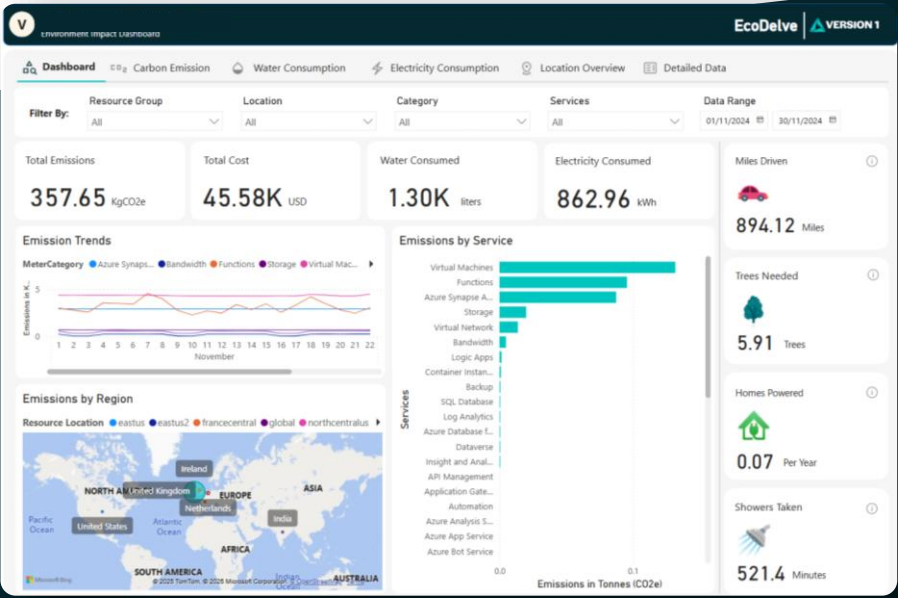 V
Environment Impact Dashboard
EcoDelve
VERSION 1
Dashboard
CO2 Carbon Emission
Water Consumption
Electricity Consumption
Location Overview
Detailed Data
Filter By:
Resource Group
All
Location
All
Category
All
Services
All
Data Range
01/11/2024
30/11/2024
Total Emissions
357.65 KgCO2e
Total Cost
45.58K USD
Water Consumed
1.30K liters
Electricity Consumed
862.96 kWh
Miles Driven
894.12 Miles
Trees Needed
5.91 Trees
Homes Powered
0.07 Per Year
Showers Taken
521.4 Minutes
Emission Trends
MeterCategory Azure Synaps... Bandwidth Functions Storage Virtual Mac...
Emissions in K...
5
0
1 2 3 4 5 6 7 8 9 10 11 12 13 14 15 16 17 18 19 20 21 22
November
Emissions by Region
Resource Location eastus eastus2 francecentral global northcentralus
Ireland
NORTH
United Kingdom
EUROPE
ASIA
Netherlands
Pacific
Ocean
United States
Atlantic
Ocean
India
AFRICA
SOUTH AMERICA
Indian
AUSTRALIA
Microsoft Bing
© 2025 TomTom, © 2025 Microsoft Corporation, © OpenStreetMap
Emissions by Service
Services
Virtual Machines
Functions
Azure Synapse A...
Storage
Virtual Network
Bandwidth
Logic Apps
Container Instan...
Backup
SQL Database
Log Analytics
Azure Database f...
Dataverse
Insight and Anal...
API Management
Application Gate...
Automation
Azure Analysis S...
Azure App Service
Azure Bot Service
0.0
0.1
Emissions in Tonnes (CO2e)